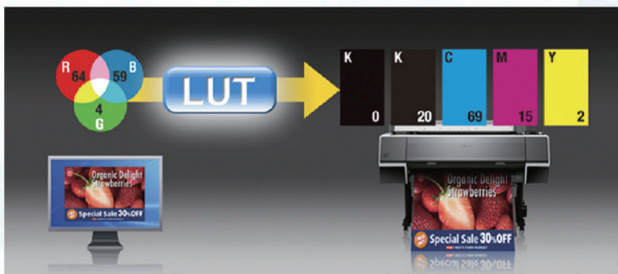 R
64
B
59
4
G
LUT
K
0
K
20
C
69
M
15
Y
2
Organic Delight
Strawberries
Special Sale 30%OFF
Organic Delight
Strawberries
Special Sale 30%OFF